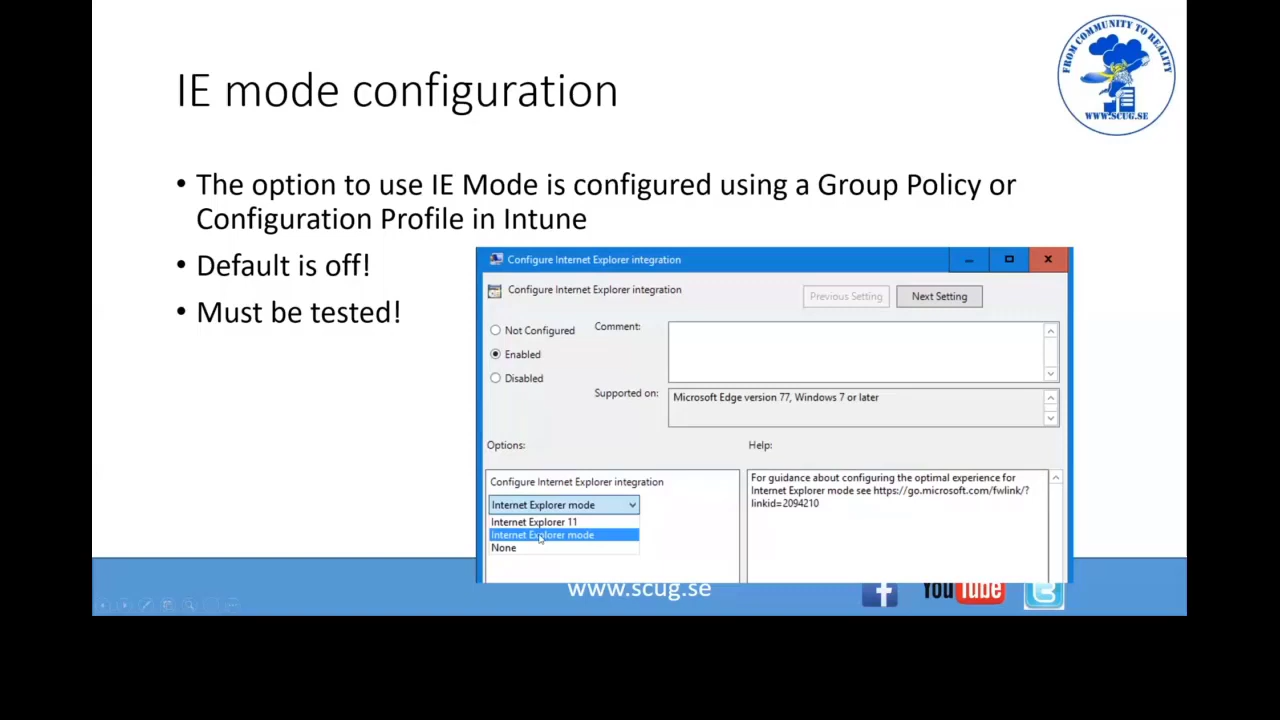 FROM COMMUNITY TO REALITY
WWW.SCUG.SE
IE mode configuration
• The option to use IE Mode is configured using a Group Policy or
Configuration Profile in Intune
• Default is off!
• Must be tested!
Configure Internet Explorer integration
Configure Internet Explorer integration
Previous Setting
Next Setting
Not Configured
Comment:
Enabled
Disabled
Supported on:
Microsoft Edge version 77, Windows 7 or later
Options:
Help:
Configure Internet Explorer integration
Internet Explorer mode
Internet Explorer 11
Internet Explorer mode
None
For guidance about configuring the optimal experience for
Internet Explorer mode see https://go.microsoft.com/fwlink/?
linkid=2094210
www.scug.se
f
YouTube